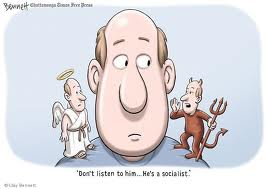 Bennett Chattanooga Times Free Press
"Don't listen to him... He's a socialist."